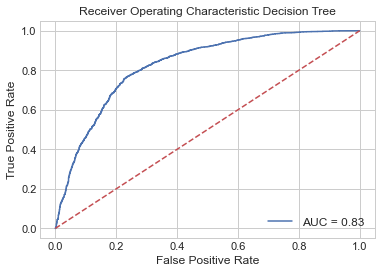 Receiver Operating Characteristic Decision Tree
1.0
0.8
0.6
0.4
0.2
0.0
True Positive Rate
AUC = 0.83
0.0 0.2 0.4 0.6 0.8 1.0
False Positive Rate